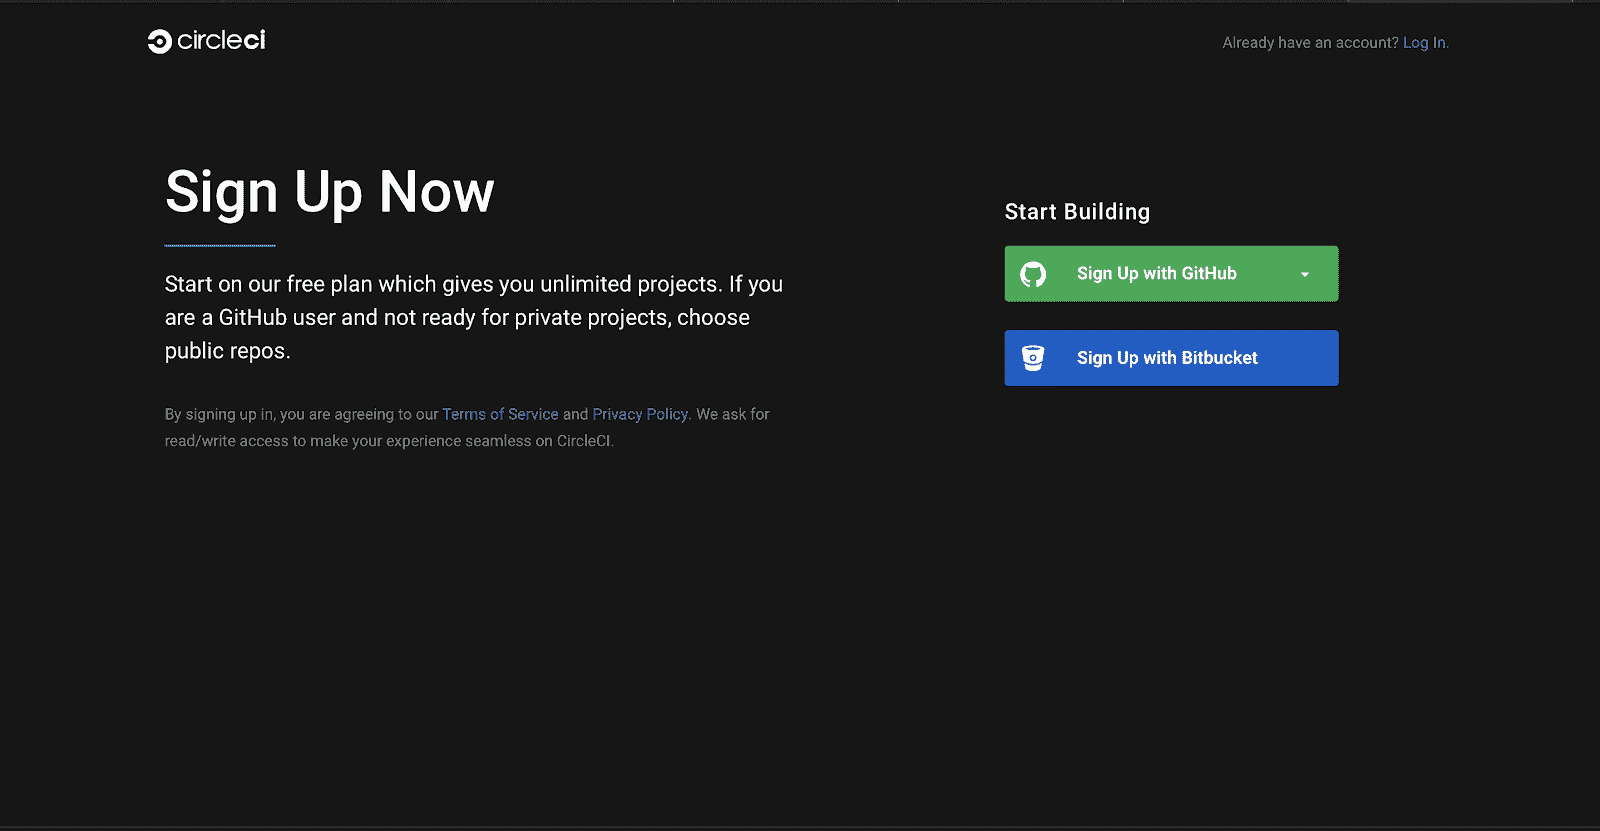 circleci
Already have an account? Log In.
Sign Up Now
Start on our free plan which gives you unlimited projects. If you
are a GitHub user and not ready for private projects, choose
public repos.
By signing up in, you are agreeing to our Terms of Service and Privacy Policy. We ask for
read/write access to make your experience seamless on CircleCI.
Start Building
Sign Up with GitHub
Sign Up with Bitbucket